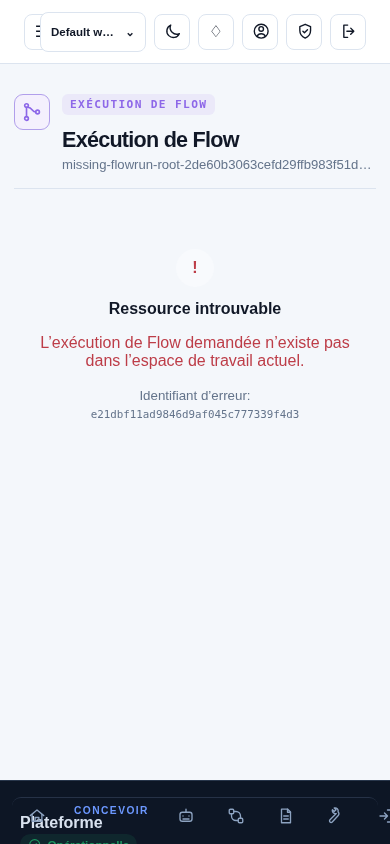 Default w… ⌄
EXÉCUTION DE FLOW
Exécution de Flow
missing-flowrun-root-2de60b3063cefd29ffb983f51d…
!
Ressource introuvable
L’exécution de Flow demandée n’existe pas
dans l’espace de travail actuel.
Identifiant d’erreur:
e21dbf11ad9846d9af045c777339f4d3
CONCEVOIR
Plateforme
Opérationnelle